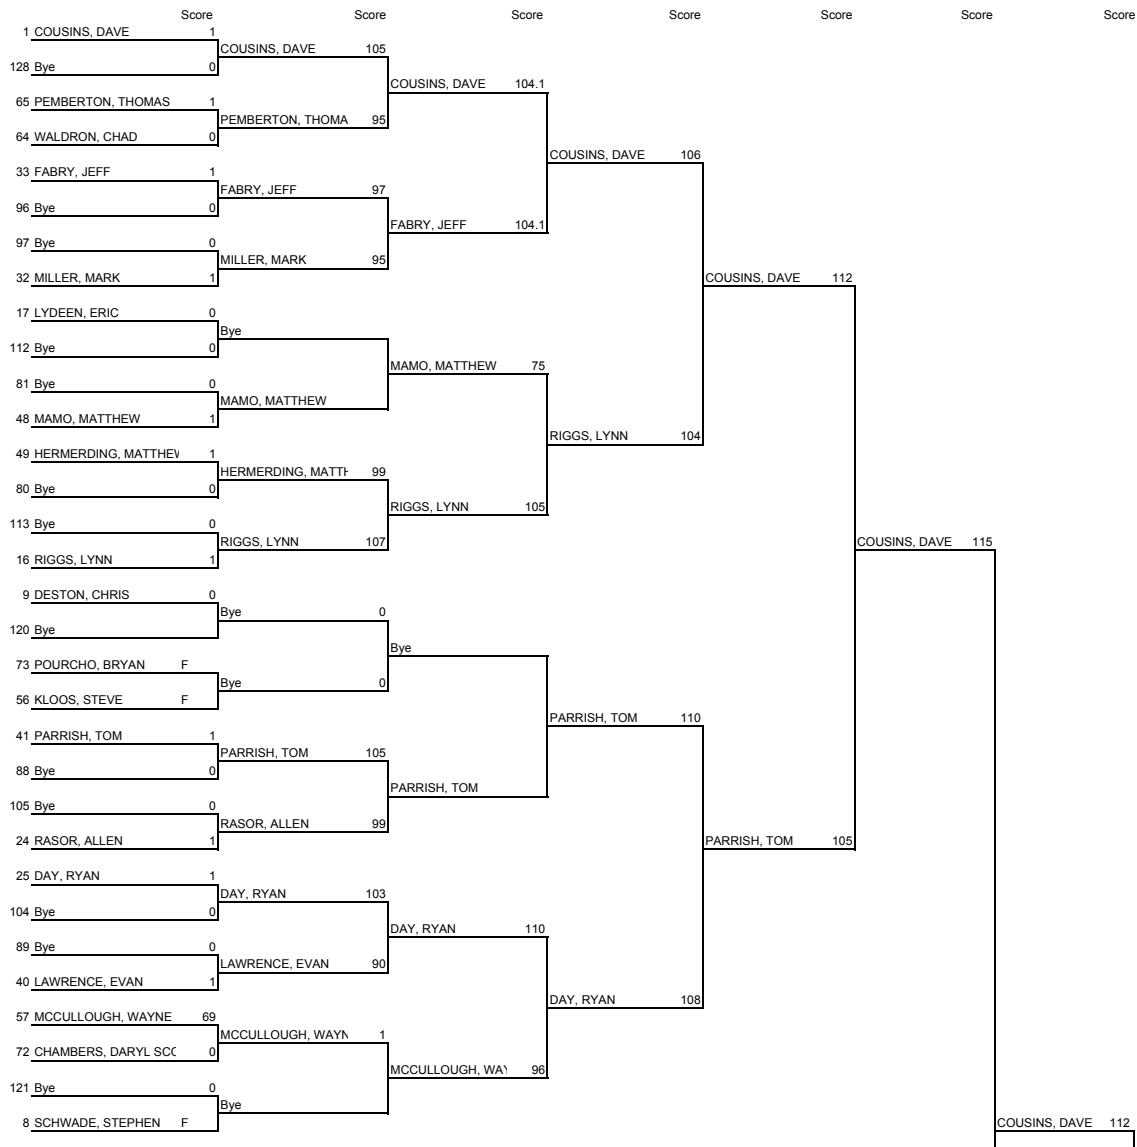 Score Score Score Score Score Score Score
1 COUSINS, DAVE 1
COUSINS, DAVE 105
128 Bye 0
COUSINS, DAVE 104.1
65 PEMBERTON, THOMAS 1
PEMBERTON, THOMA 95
64 WALDRON, CHAD 0
COUSINS, DAVE 106
33 FABRY, JEFF 1
FABRY, JEFF 97
96 Bye 0
FABRY, JEFF 104.1
97 Bye 0
MILLER, MARK 95
32 MILLER, MARK 1
COUSINS, DAVE 112
17 LYDEEN, ERIC 0
Bye
112 Bye 0
MAMO, MATTHEW 75
81 Bye 0
MAMO, MATTHEW
48 MAMO, MATTHEW 1
RIGGS, LYNN 104
49 HERMERDING, MATTHEW 1
HERMERDING, MATTH 99
80 Bye 0
RIGGS, LYNN 105
113 Bye 0
RIGGS, LYNN 107
COUSINS, DAVE 115
16 RIGGS, LYNN 1
9 DESTON, CHRIS 0
Bye 0
120 Bye
Bye
73 POURCHO, BRYAN F
Bye 0
56 KLOOS, STEVE F
PARRISH, TOM 110
41 PARRISH, TOM 1
PARRISH, TOM 105
88 Bye 0
PARRISH, TOM
105 Bye 0
RASOR, ALLEN 99
24 RASOR, ALLEN 1
PARRISH, TOM 105
25 DAY, RYAN 1
DAY, RYAN 103
104 Bye 0
DAY, RYAN 110
89 Bye 0
LAWRENCE, EVAN 90
40 LAWRENCE, EVAN 1
DAY, RYAN 108
57 MCCULLOUGH, WAYNE 69
MCCULLOUGH, WAYN 1
72 CHAMBERS, DARYL SCO 0
MCCULLOUGH, WAY 96
121 Bye 0
Bye
8 SCHWADE, STEPHEN F
COUSINS, DAVE 112